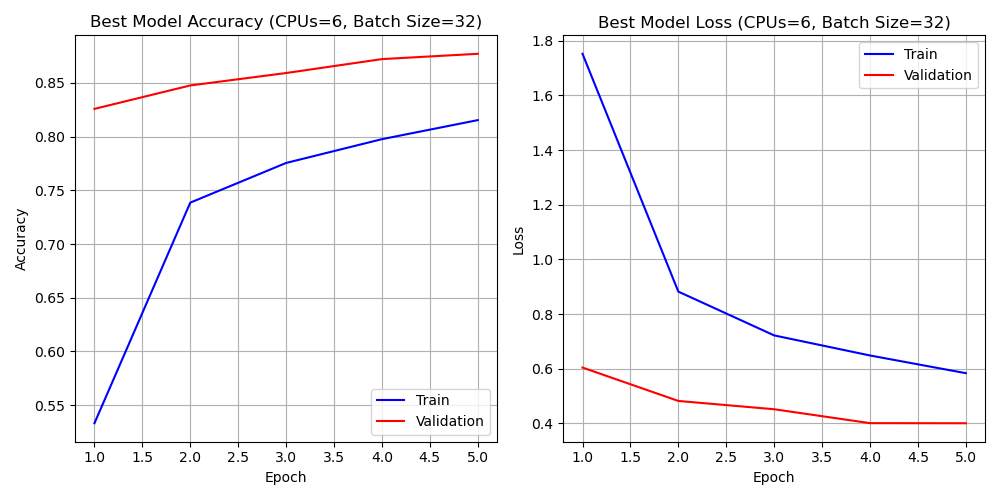 Best Model Accuracy (CPUs=6, Batch Size=32)
Accuracy
0.85
0.80
0.75
0.70
0.65
0.60
0.55
Train
Validation
1.0 1.5 2.0 2.5 3.0 3.5 4.0 4.5 5.0
Epoch
Best Model Loss (CPUs=6, Batch Size=32)
Loss
1.8
1.6
1.4
1.2
1.0
0.8
0.6
0.4
Train
Validation
1.0 1.5 2.0 2.5 3.0 3.5 4.0 4.5 5.0
Epoch